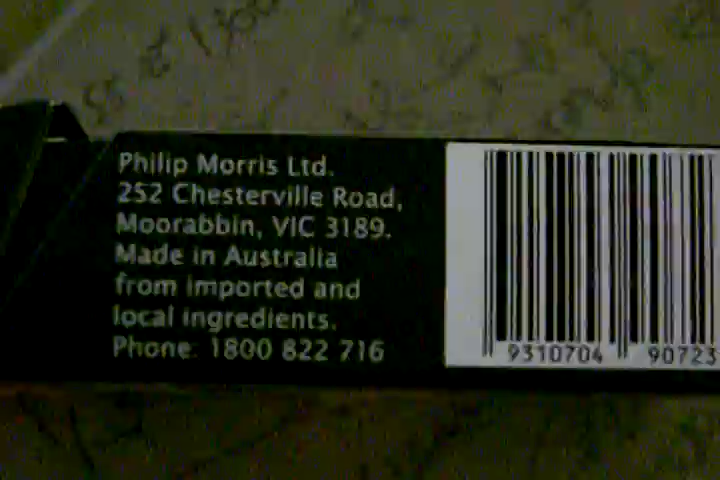 Philip Morris Ltd.
252 Chesterville Road,
Moorabbin, VIC 3189.
Made in Australia
from imported and
local ingredients.
Phone: 1800 822 716
9310704 90723